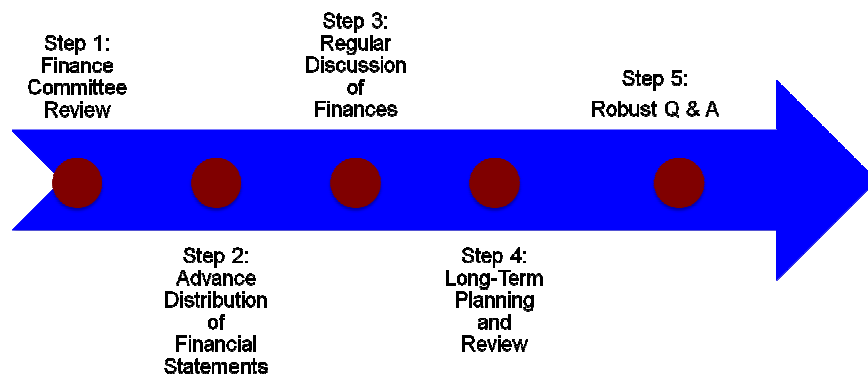 Step 1:
Finance
Committee
Review
Step 2:
Advance
Distribution
of
Financial
Statements
Step 3:
Regular
Discussion
of
Finances
Step 4:
Long-Term
Planning
and
Review
Step 5:
Robust Q & A